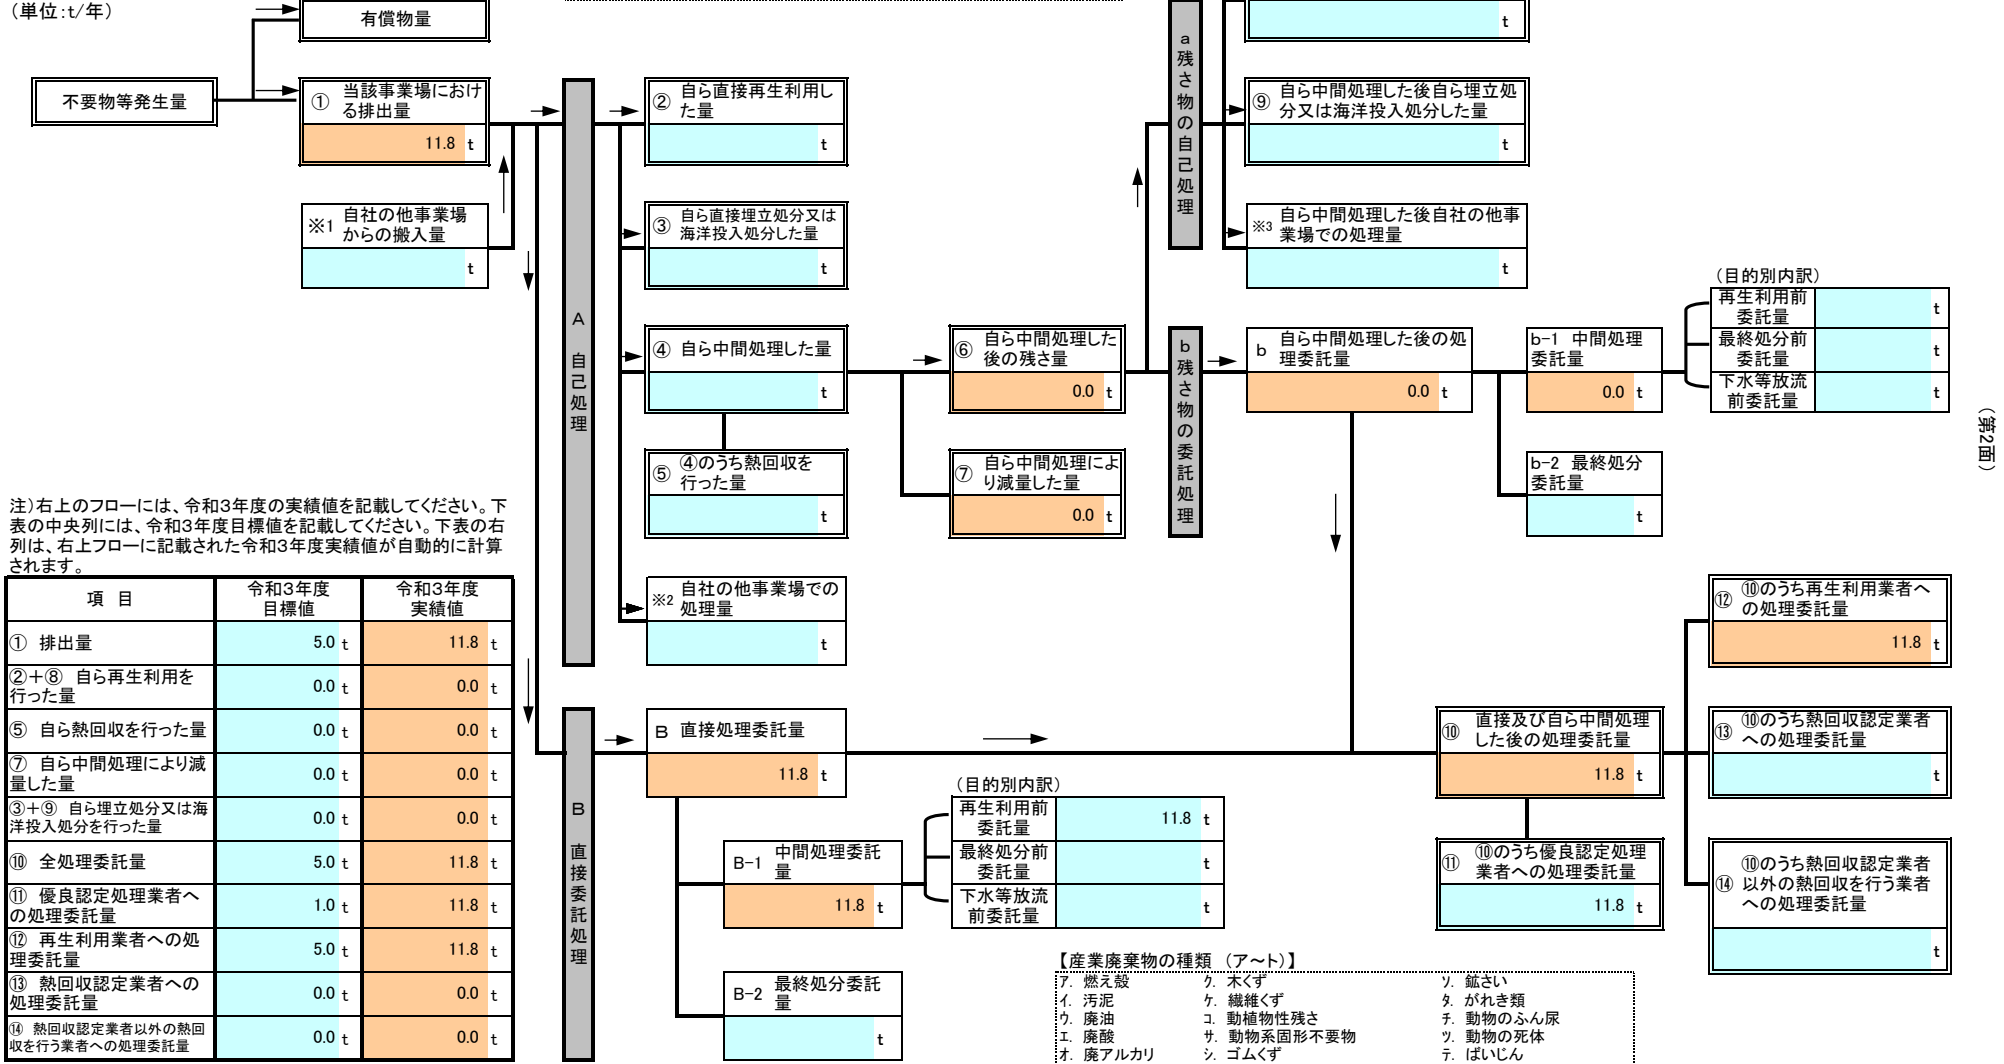 （単位：t/年）
有償物量
不要物等発生量
① 当該事業場におけ
る排出量
11.8 t
※1 自社の他事業場
からの搬入量
t
A 自己処理
② 自ら直接再生利用し
た量
t
③ 自ら直接埋立処分又は
海洋投入処分した量
t
④ 自ら中間処理した量
t
⑤ ④のうち熱回収を
行った量
t
※2 自社の他事業場での
処理量
t
⑥ 自ら中間処理した
後の残さ量
0.0 t
⑦ 自ら中間処理によ
り減量した量
0.0 t
a 残さ物の自己処理
t
⑨ 自ら中間処理した後自ら埋立処
分又は海洋投入処分した量
t
※3 自ら中間処理した後自社の他事
業場での処理量
t
b 残さ物の委託処理
b 自ら中間処理した後の処
理委託量
0.0 t
b-1 中間処理
委託量
0.0 t
b-2 最終処分
委託量
t
（目的別内訳）
再生利用前
委託量
t
最終処分前
委託量
t
下水等放流
前委託量
t
（第2面）
注）右上のフローには、令和3年度の実績値を記載してください。下
表の中央列には、令和3年度目標値を記載してください。下表の右
列は、右上フローに記載された令和3年度実績値が自動的に計算
されます。
項 目
令和3年度
目標値
令和3年度
実績値
① 排出量
5.0 t 11.8 t
②＋⑧ 自ら再生利用を
行った量
0.0 t 0.0 t
⑤ 自ら熱回収を行った量
0.0 t 0.0 t
⑦ 自ら中間処理により減
量した量
0.0 t 0.0 t
③＋⑨ 自ら埋立処分又は海
洋投入処分を行った量
0.0 t 0.0 t
⑩ 全処理委託量
5.0 t 11.8 t
⑪ 優良認定処理業者へ
の処理委託量
1.0 t 11.8 t
⑫ 再生利用業者への処
理委託量
5.0 t 11.8 t
⑬ 熱回収認定業者への
処理委託量
0.0 t 0.0 t
⑭ 熱回収認定業者以外の熱回
収を行う業者への処理委託量
0.0 t 0.0 t
B 直接委託処理
B 直接処理委託量
11.8 t
B-1 中間処理委託
量
11.8 t
B-2 最終処分委託
量
t
（目的別内訳）
再生利用前
委託量
11.8 t
最終処分前
委託量
t
下水等放流
前委託量
t
⑩ 直接及び自ら中間処理
した後の処理委託量
11.8 t
⑪ ⑩のうち優良認定処理
業者への処理委託量
11.8 t
⑫ ⑩のうち再生利用業者へ
の処理委託量
11.8 t
⑬ ⑩のうち熱回収認定業者
への処理委託量
t
⑭ ⑩のうち熱回収認定業者
以外の熱回収を行う業者
への処理委託量
t
【産業廃棄物の種類 （ア～ト）】
ｱ. 燃え殻 ｸ. 木くず ｿ. 鉱さい
ｲ. 汚泥 ｹ. 繊維くず ﾀ. がれき類
ｳ. 廃油 ｺ. 動植物性残さ ﾁ. 動物のふん尿
ｴ. 廃酸 ｻ. 動物系固形不要物 ﾂ. 動物の死体
ｵ. 廃アルカリ ｼ. ゴムくず ﾃ. ばいじん